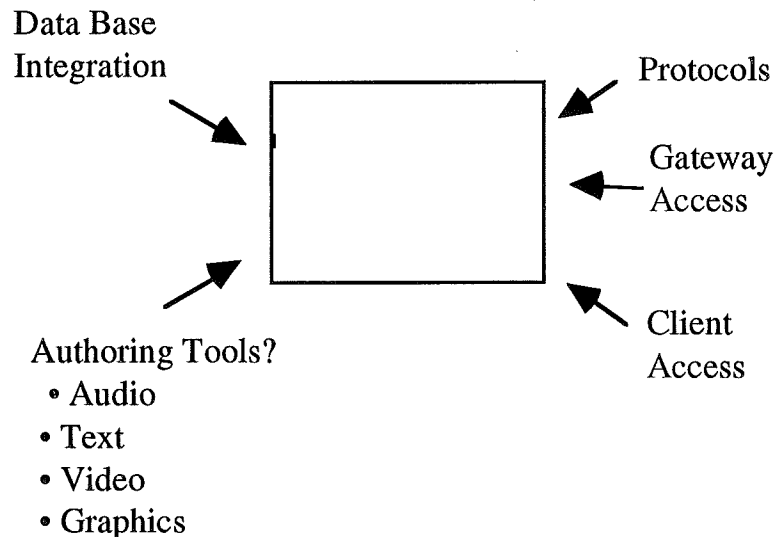 Data Base
Integration
Protocols
Gateway
Access
Client
Access
Authoring Tools?
• Audio
• Text
• Video
• Graphics